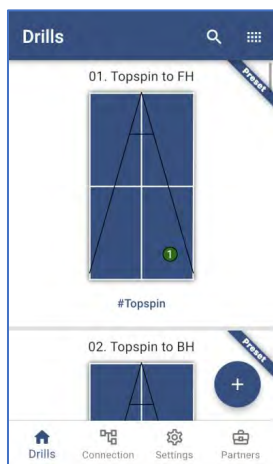 Drills
Preset
01. Topspin to FH
1
#Topspin
Preset
02. Topspin to BH
+
Drills Connection Settings Partners